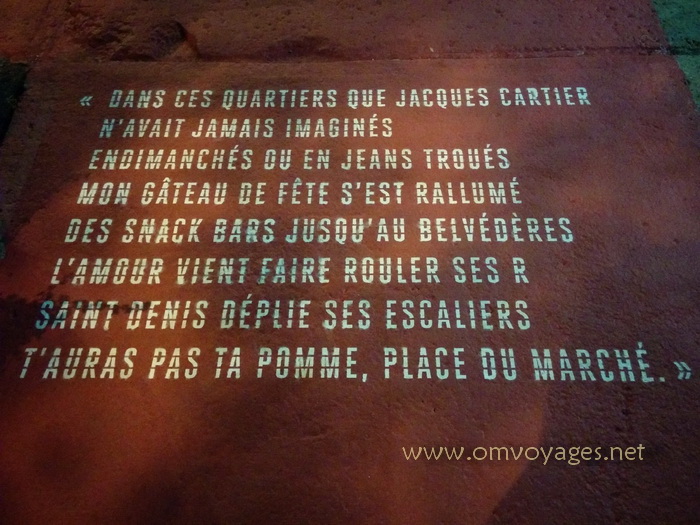 « DANS CES QUARTIERS QUE JACQUES CARTIER
N'AVAIT JAMAIS IMAGINÉS
ENDIMANCHÉS OU EN JEANS TROUÉS
MON GÂTEAU DE FÊTE S'EST RALLUMÉ
DES SNACK BARS JUSQU'AU BELVÉDÈRES
L'AMOUR VIENT FAIRE ROULER SES R
SAINT DENIS DÉPLIE SES ESCALIERS
T'AURAS PAS TA POMME, PLACE DU MARCHÉ. »
www.omvoyages.net